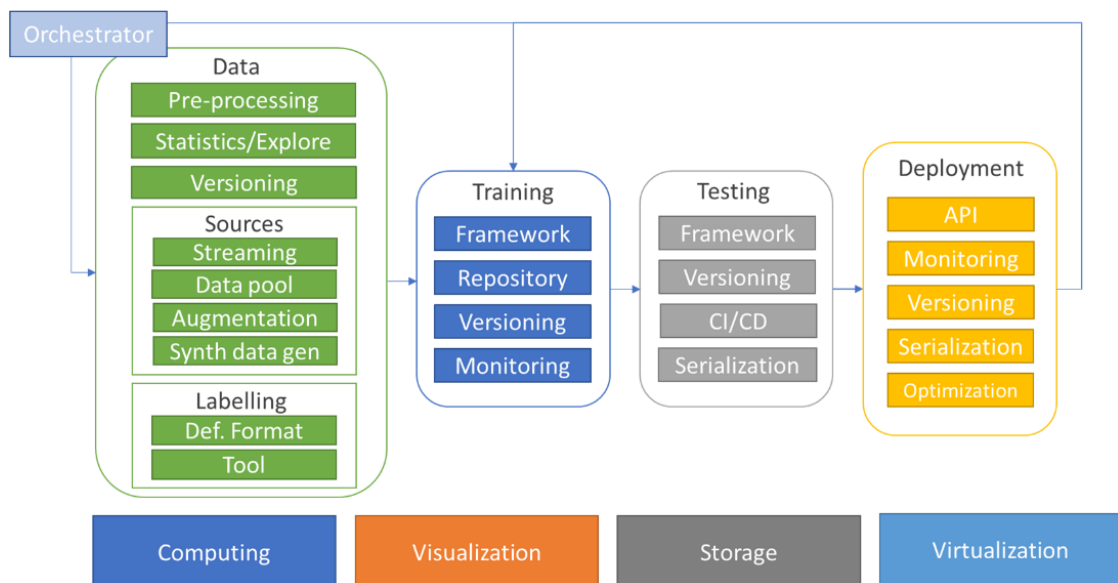 Orchestrator
Data
Pre-processing
Statistics/Explore
Versioning
Sources
Streaming
Data pool
Augmentation
Synth data gen
Labelling
Def. Format
Tool
Training
Framework
Repository
Versioning
Monitoring
Testing
Framework
Versioning
CI/CD
Serialization
Deployment
API
Monitoring
Versioning
Serialization
Optimization
Computing
Visualization
Storage
Virtualization